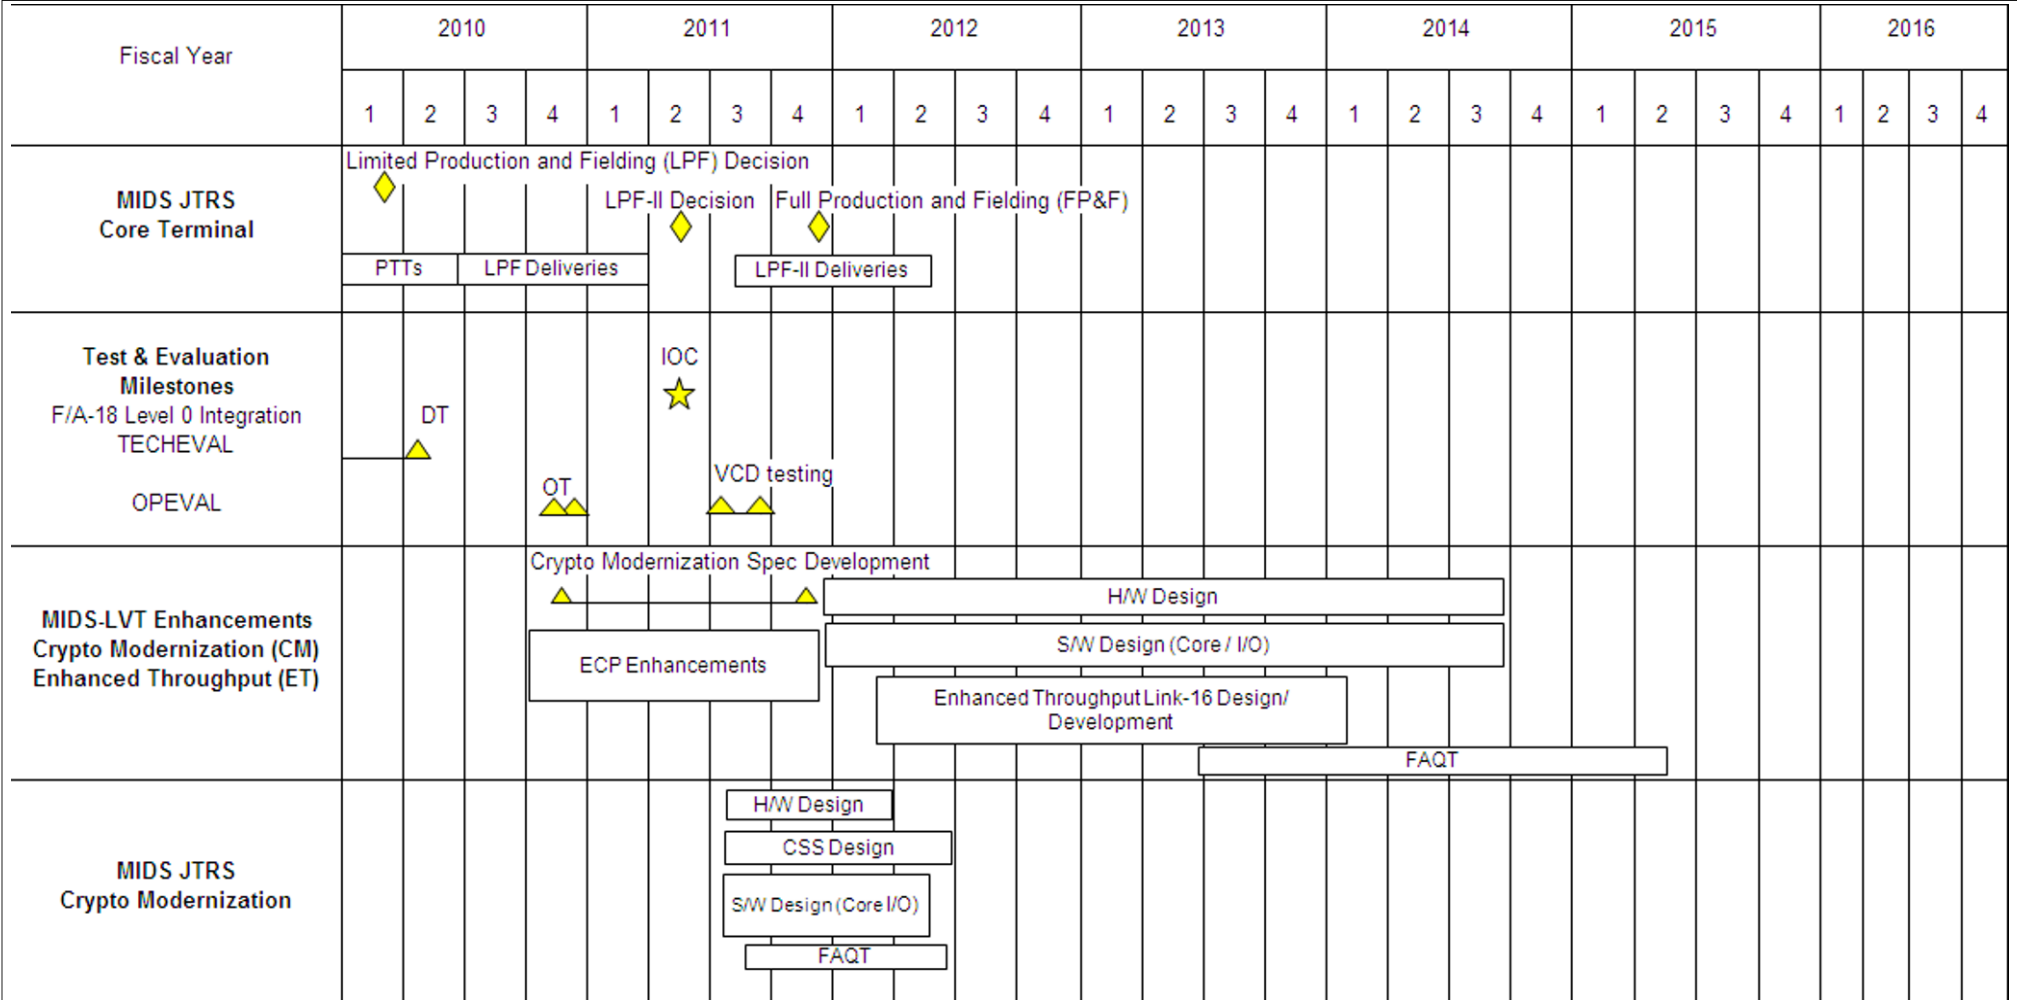 2010 2011 2012 2013 2014 2015 2016
Fiscal Year
1 2 3 4 1 2 3 4 1 2 3 4 1 2 3 4 1 2 3 4 1 2 3 4 1 2 3 4
Limited Production and Fielding (LPF) Decision
MIDS JTRS
Core Terminal
LPF-II Decision
Full Production and Fielding (FP&F)
PTTs
LPF Deliveries
LPF-II Deliveries
Test & Evaluation
Milestones
F/A-18 Level 0 Integration
TECHEVAL
OPEVAL
IOC
DT
VCD testing
OT
Crypto Modernization Spec Development
MIDS-LVT Enhancements
Crypto Modernization (CM)
Enhanced Throughput (ET)
H/W Design
S/W Design (Core / I/O)
ECP Enhancements
Enhanced Throughput Link-16 Design/
Development
FAQT
MIDS JTRS
Crypto Modernization
H/W Design
CSS Design
S/W Design (Core I/O)
FAQT